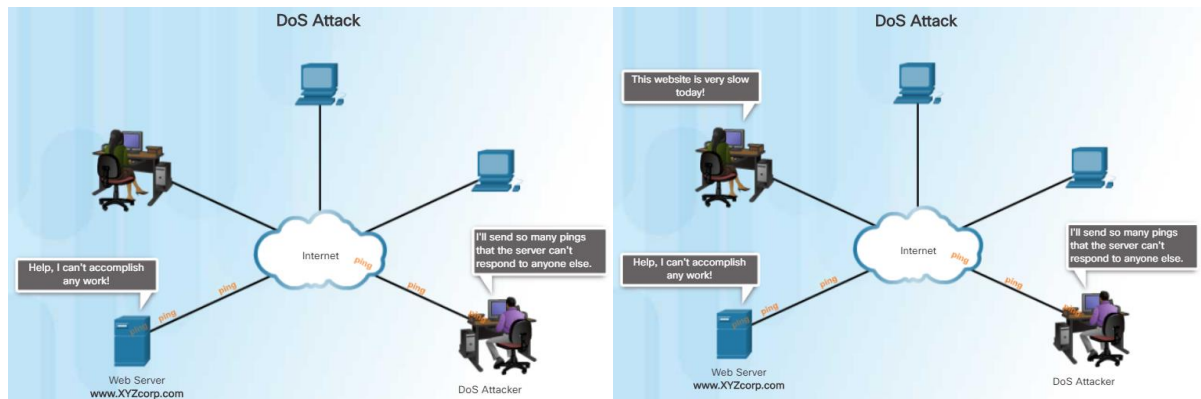 DoS Attack
I'll send so many pings
that the server can't
respond to anyone else.
Internet
ping
Help, I can't accomplish
any work!
ping
ping
ping
Web Server
www.XYZcorp.com
DoS Attacker
DoS Attack
This website is very slow
today!
I'll send so many pings
that the server can't
respond to anyone else.
Internet
ping
Help, I can't accomplish
any work!
ping
ping
ping
Web Server
www.XYZcorp.com
DoS Attacker